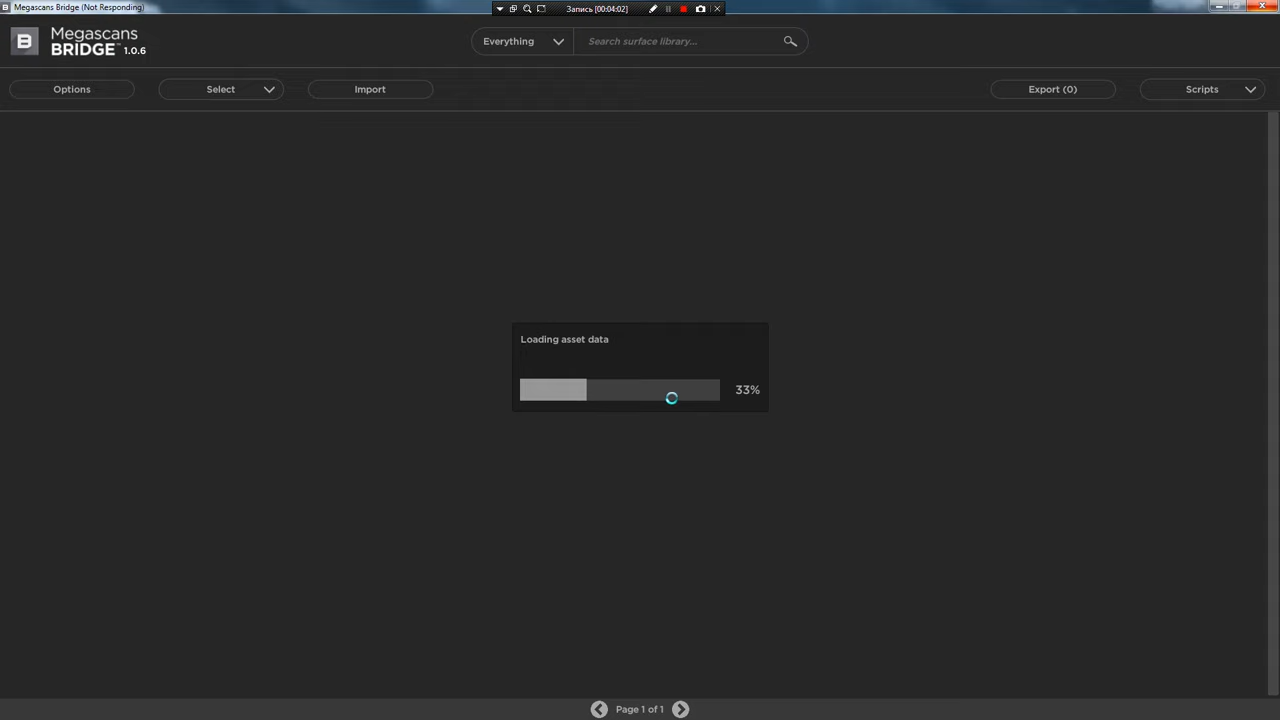 B Megascans Bridge (Not Responding)
Запись [00:04:02]
B Megascans
BRIDGE™ 1.0.6
Everything
Search surface library...
Options
Select
Import
Export (0)
Scripts
Loading asset data
33%
Page 1 of 1